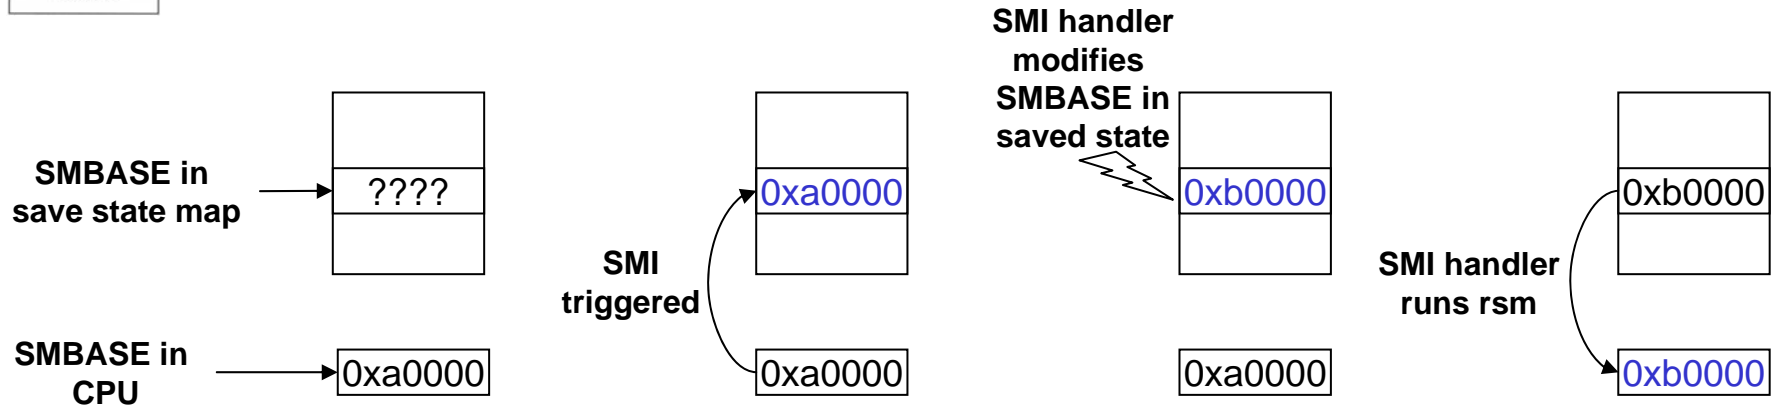 SMI handler
modifies
SMBASE in
saved state
SMBASE in
save state map
????
0xa0000
0xb0000
0xb0000
SMI
triggered
SMI handler
runs rsm
SMBASE in
CPU
0xa0000
0xa0000
0xa0000
0xb0000